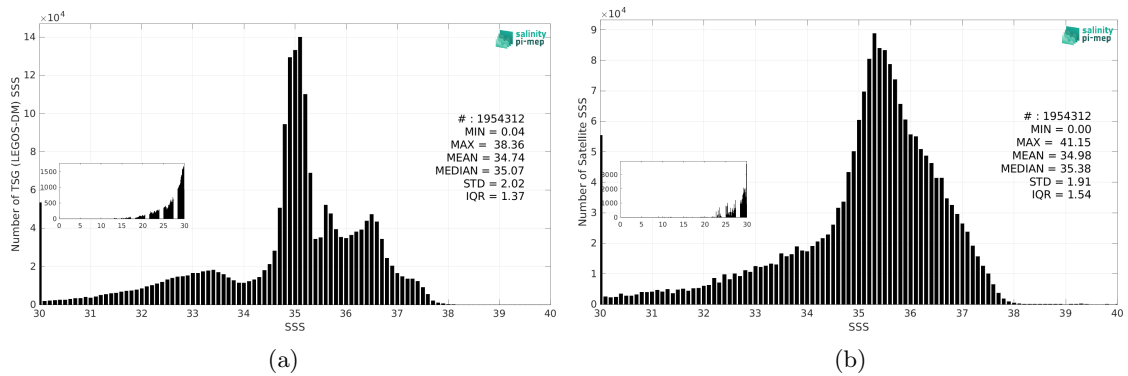 ×10⁴
14
12
10
8
6
4
2
0
Number of TSG (LEGOS-DM) SSS
salinity
pi-mep
# : 1954312
MIN = 0.04
MAX = 38.36
MEAN = 34.74
MEDIAN = 35.07
STD = 2.02
IQR = 1.37
1500
1000
500
0
0 5 10 15 20 25 30
30 31 32 33 34 35 36 37 38 39 40
SSS
(a)
×10⁴
9
8
7
6
5
4
3
2
1
0
Number of Satellite SSS
salinity
pi-mep
# : 1954312
MIN = 0.00
MAX = 41.15
MEAN = 34.98
MEDIAN = 35.38
STD = 1.91
IQR = 1.54
3000
2000
1000
0
0 5 10 15 20 25 30
30 31 32 33 34 35 36 37 38 39 40
SSS
(b)